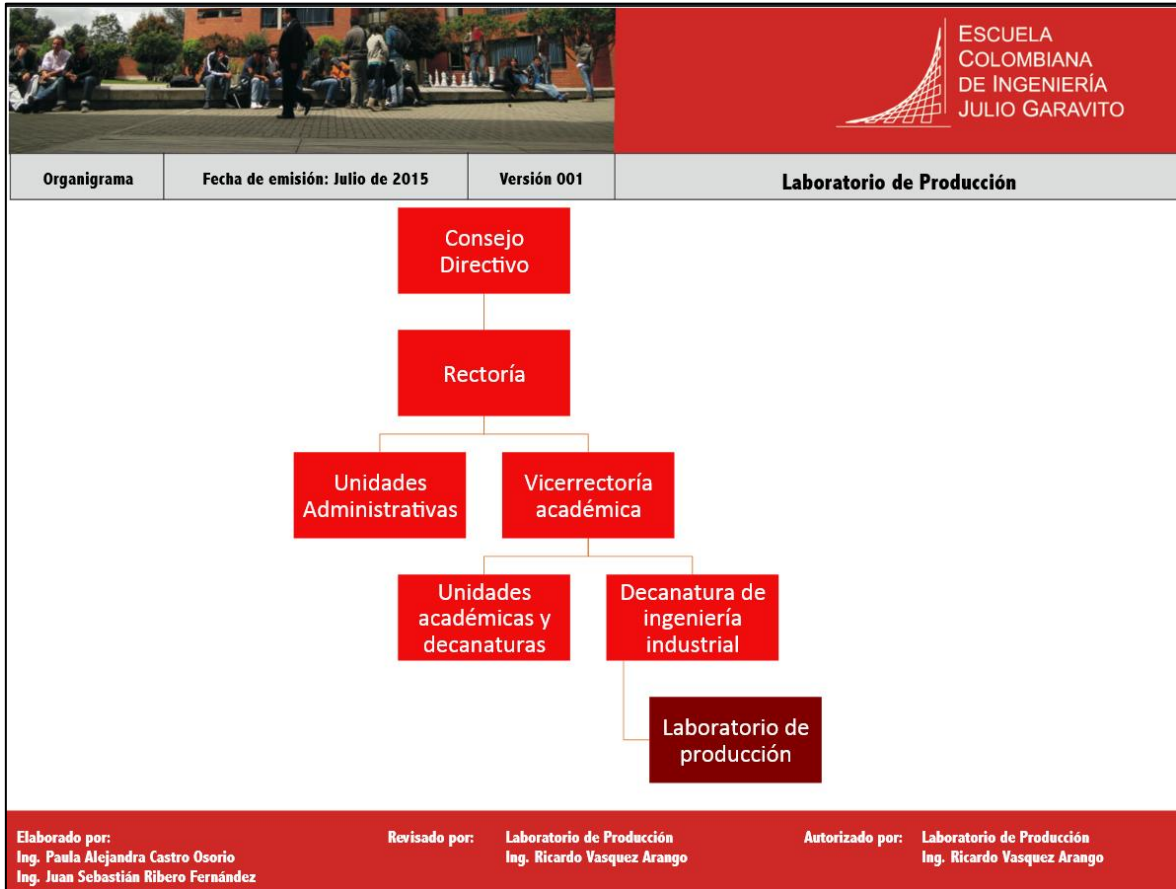 ESCUELA
COLOMBIANA
DE INGENIERÍA
JULIO GARAVITO
Organigrama
Fecha de emisión: Julio de 2015
Versión 001
Laboratorio de Producción
Consejo
Directivo
Rectoría
Unidades
Administrativas
Vicerrectoría
académica
Unidades
académicas y
decanaturas
Decanatura de
ingeniería
industrial
Laboratorio de
producción
Elaborado por:
Ing. Paula Alejandra Castro Osorio
Ing. Juan Sebastián Ribero Fernández
Revisado por:
Laboratorio de Producción
Ing. Ricardo Vasquez Arango
Autorizado por:
Laboratorio de Producción
Ing. Ricardo Vasquez Arango